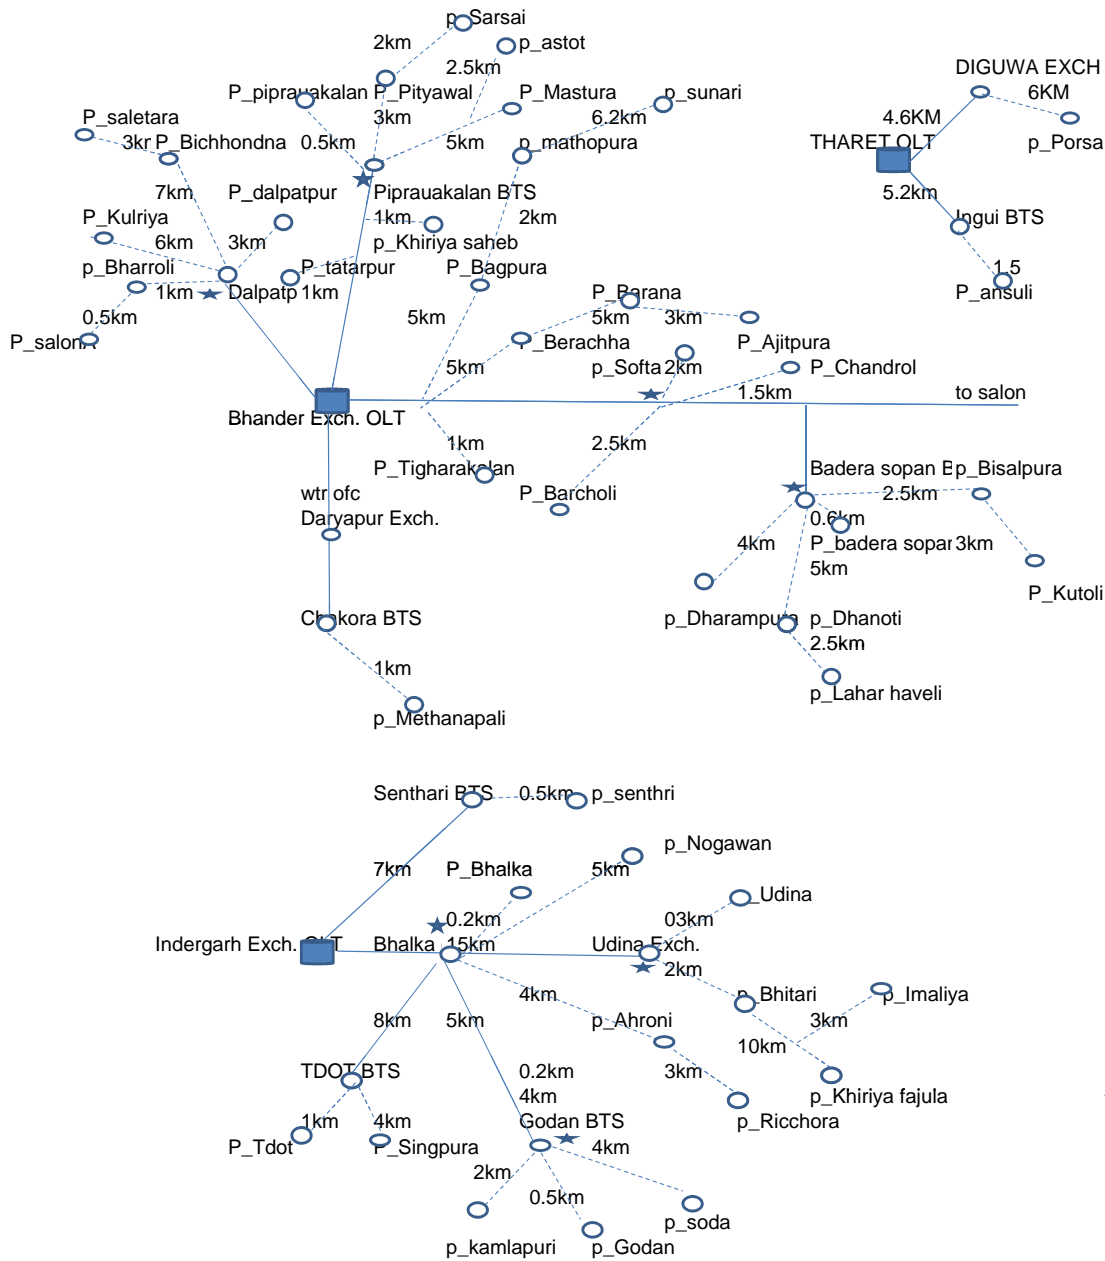 p_Sarsai
2km
p_astot
2.5km
DIGUWA EXCH
P_piprauakalan
P_Pityawal
P_Mastura
p_sunari
6KM
P_saletara
3km
6.2km
4.6KM
P_Bichhondna
0.5km
5km
p_mathopura
THARET OLT
p_Porsa
7km
P_dalpatpur
Piprauakalan BTS
5.2km
P_Kulriya
1km
2km
Ingui BTS
6km
3km
p_Khiriya saheb
p_Bharroli
P_tatarpur
P_Bagpura
1.5
1km
Dalpatp
1km
P_Barana
P_ansuli
0.5km
5km
5km
3km
P_salon
P_Berachha
P_Ajitpura
5km
p_Softa
2km
P_Chandrol
1.5km
to salon
Bhander Exch. OLT
1km
2.5km
P_Tigharakalan
Badera sopan B
p_Bisalpura
wtr ofc
P_Barcholi
2.5km
Daryapur Exch.
0.6km
4km
P_badera sopar
3km
5km
P_Kutoli
Chakora BTS
p_Dharampura
p_Dhanoti
2.5km
1km
p_Lahar haveli
p_Methanapali
Senthari BTS
0.5km
p_senthri
p_Nogawan
7km
P_Bhalka
5km
p_Udina
0.2km
03km
Indergarh Exch. OLT
Bhalka
15km
Udina Exch.
2km
4km
p_Bhitari
p_Imaliya
8km
5km
p_Ahroni
3km
10km
TDOT BTS
0.2km
3km
4km
p_Khiriya fajula
1km
4km
Godan BTS
p_Ricchora
P_Tdot
P_Singpura
4km
2km
0.5km
p_soda
p_kamlapuri
p_Godan